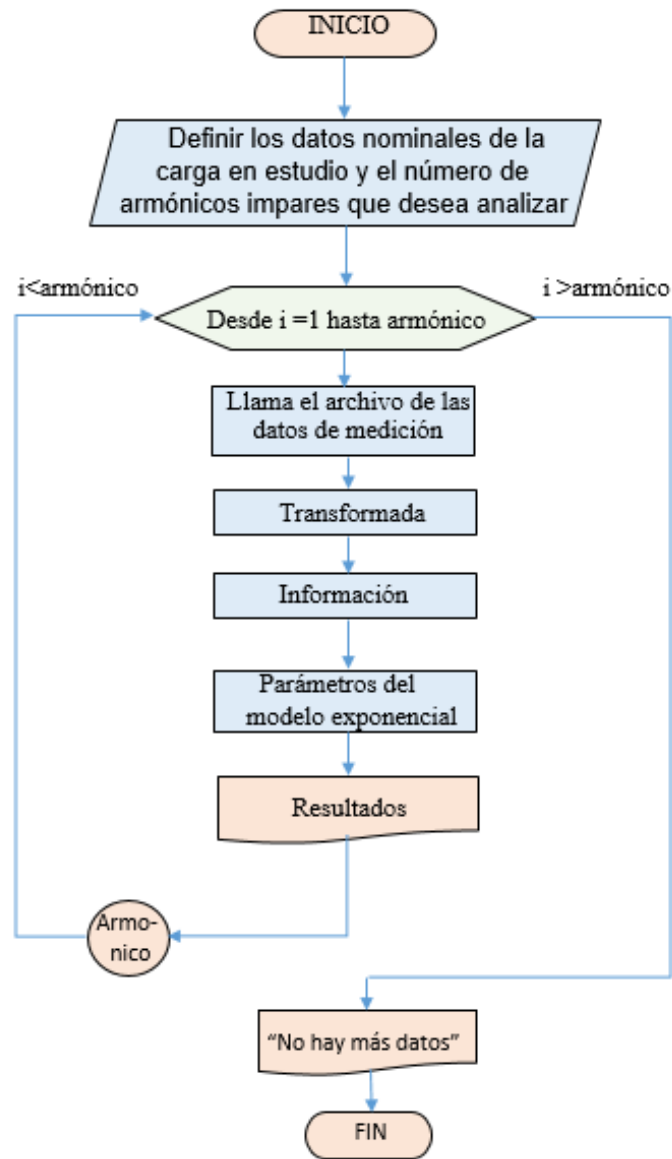 INICIO
Definir los datos nominales de la
carga en estudio y el número de
armónicos impares que desea analizar
i<armónico
i >armónico
Desde i =1 hasta armónico
Llama el archivo de las
datos de medición
Transformada
Información
Parámetros del
modelo exponencial
Resultados
Armo-
nico
“No hay más datos”
FIN